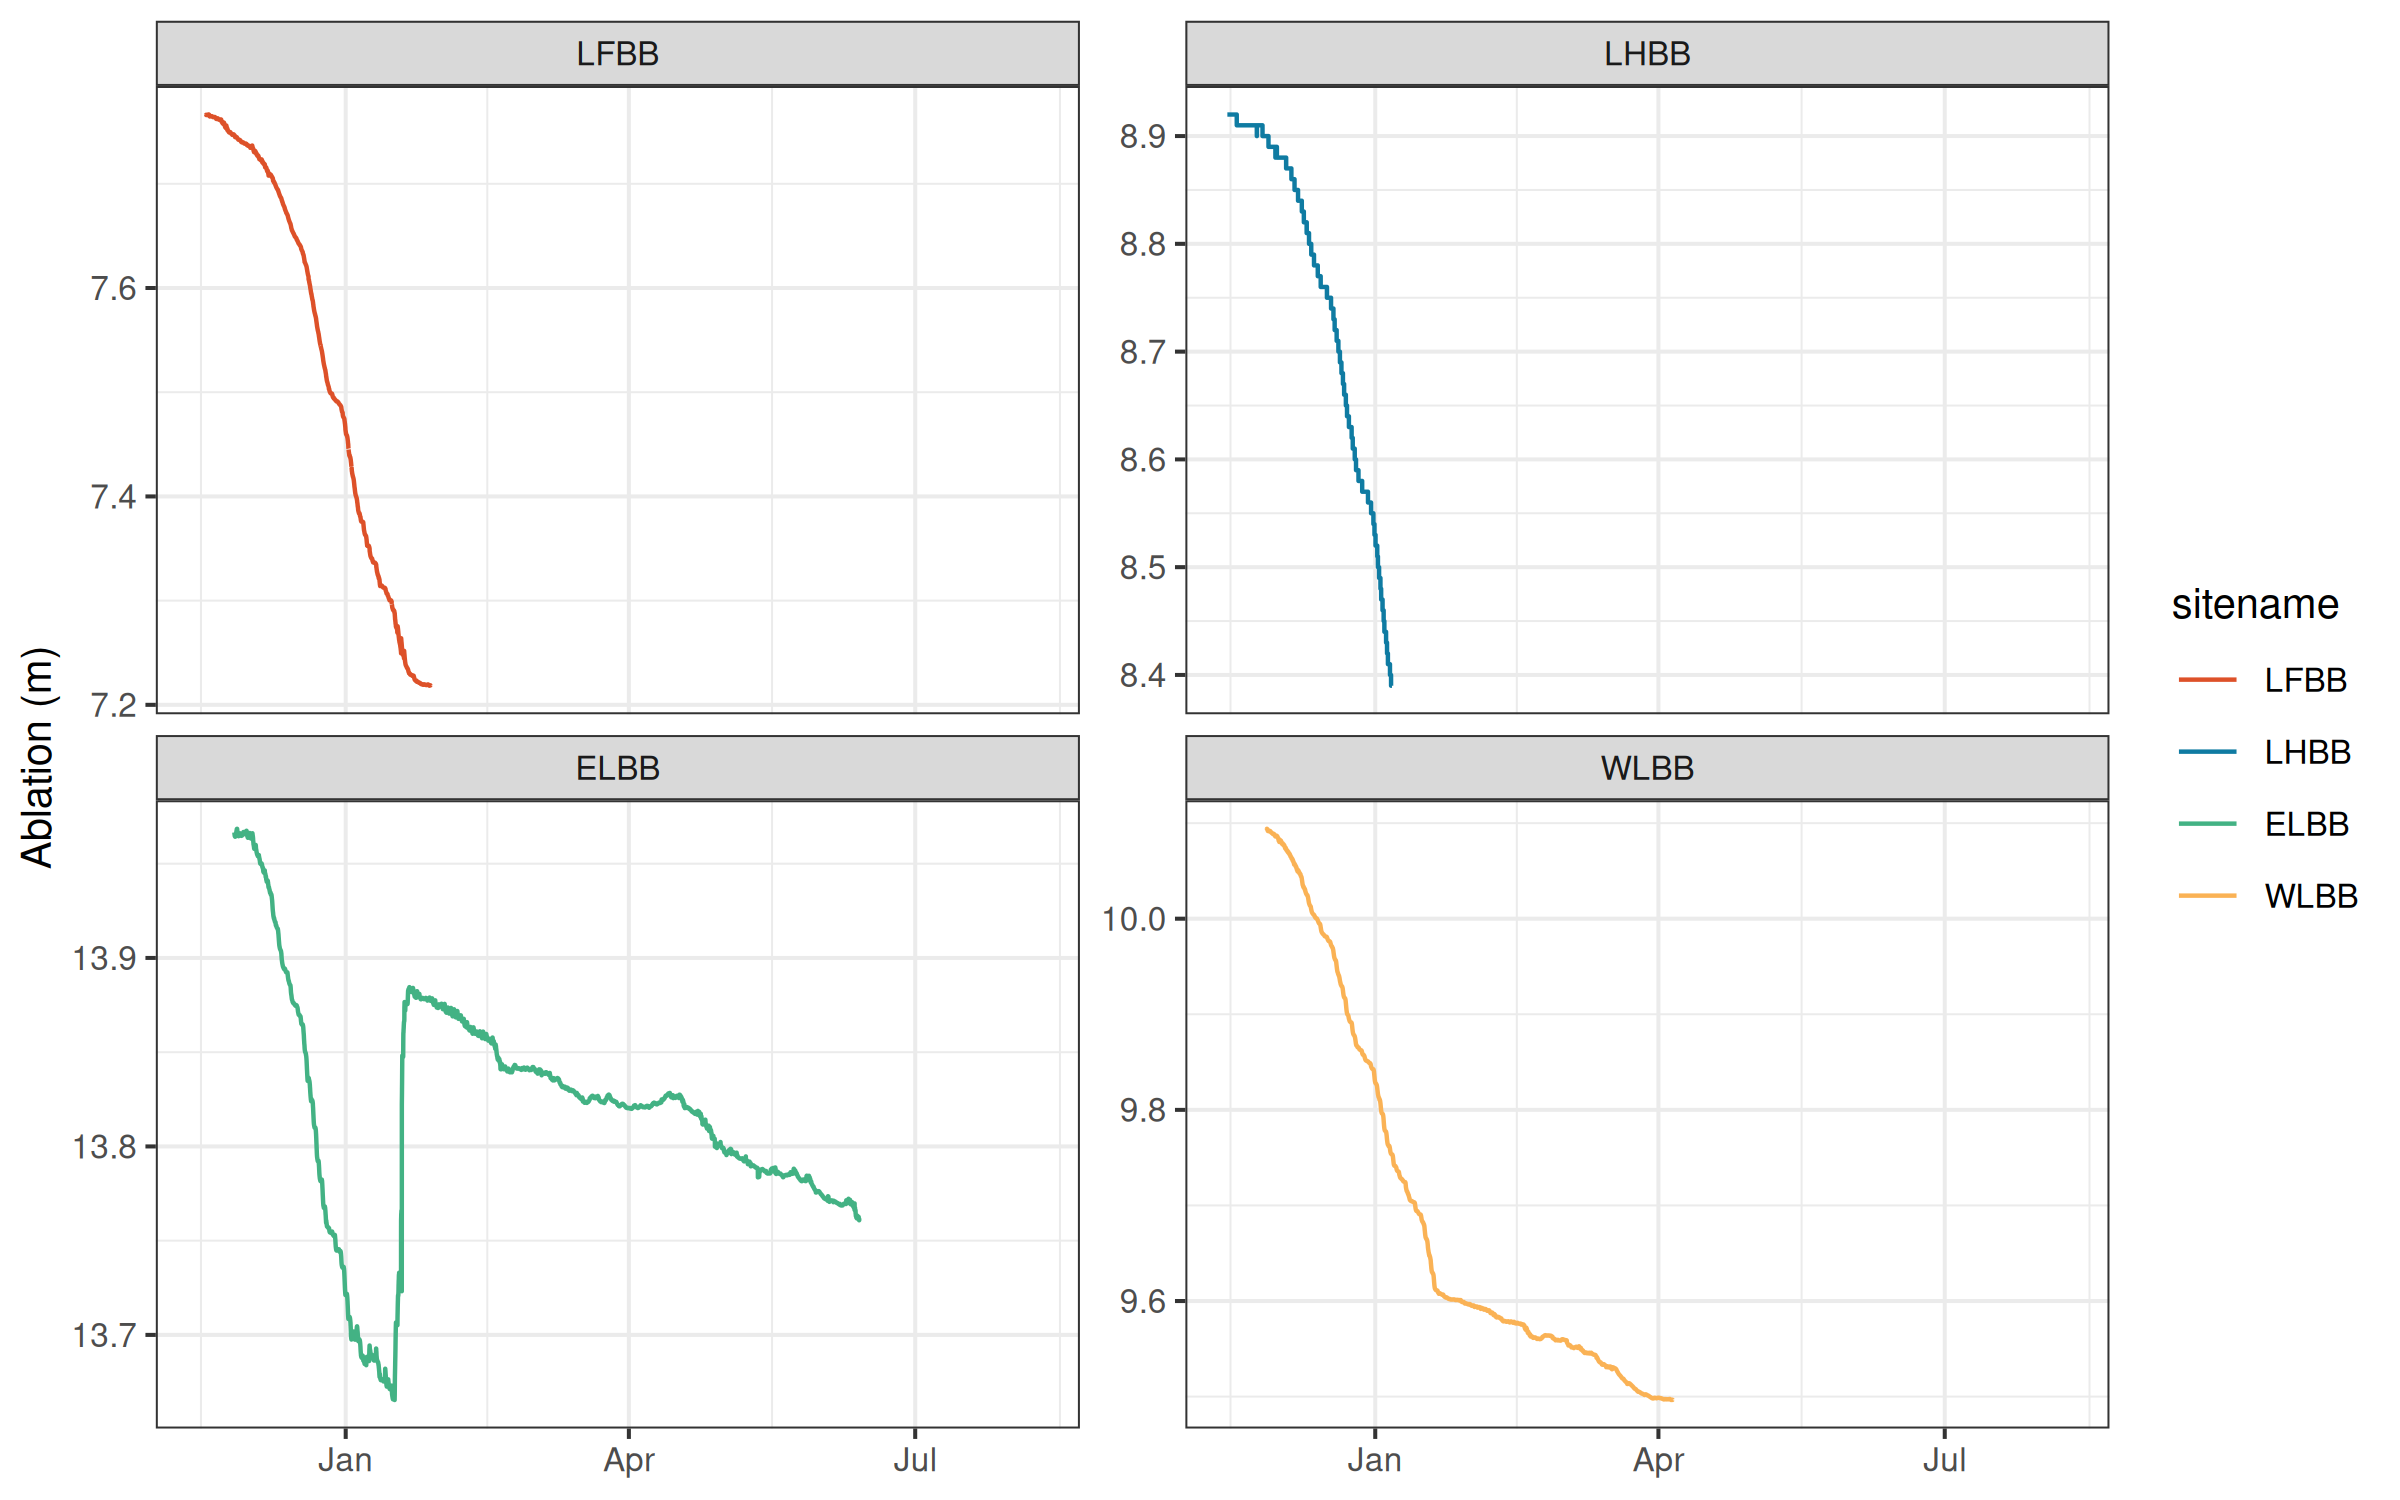 LFBB
LHBB
7.6
7.4
7.2
8.9
8.8
8.7
8.6
8.5
8.4
Ablation (m)
ELBB
WLBB
13.9
13.8
13.7
10.0
9.8
9.6
Jan Apr Jul
Jan Apr Jul
sitename
LFBB
LHBB
ELBB
WLBB